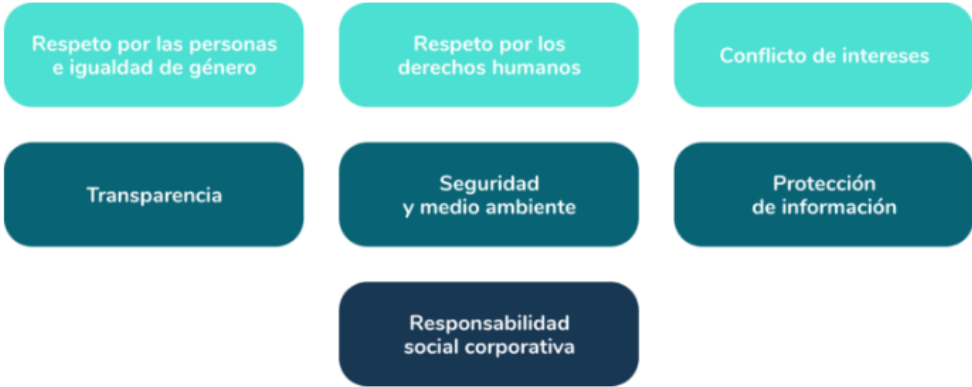 Respeto por las personas
e igualdad de género
Respeto por los
derechos humanos
Conflicto de intereses
Transparencia
Seguridad
y medio ambiente
Protección
de información
Responsabilidad
social corporativa